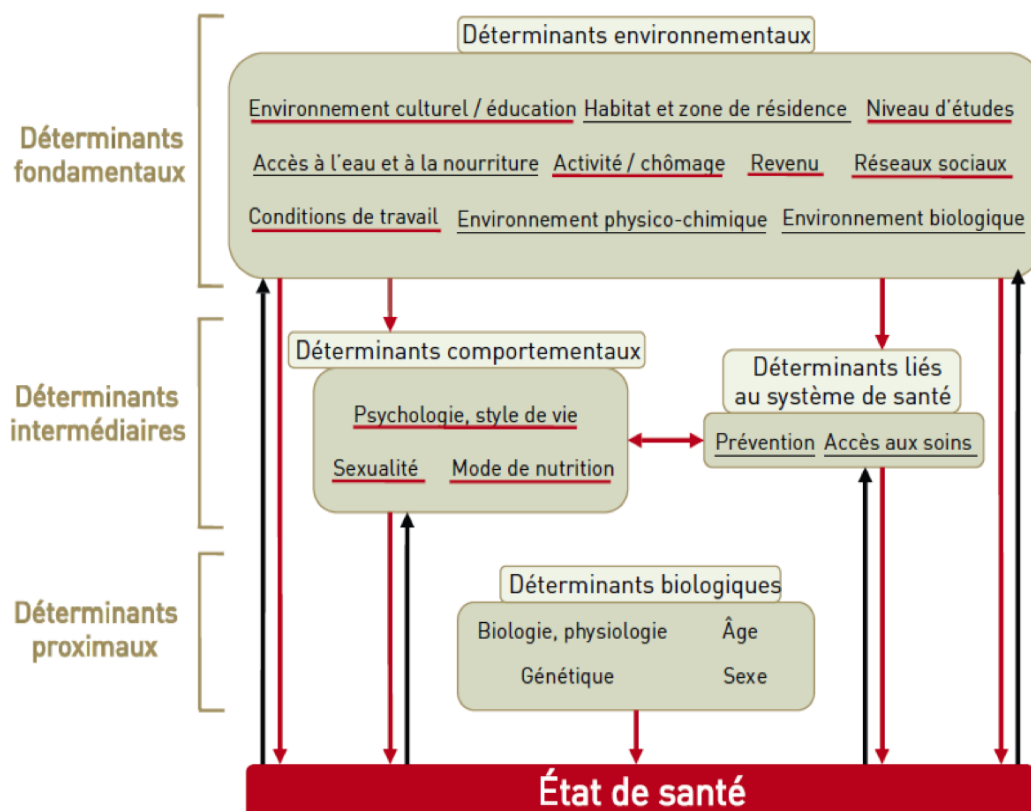 Déterminants environnementaux
Déterminants
fondamentaux
Environnement culturel / éducation Habitat et zone de résidence Niveau d'études
Accès à l'eau et à la nourriture Activité / chômage Revenu Réseaux sociaux
Conditions de travail Environnement physico-chimique Environnement biologique
Déterminants
intermédiaires
Déterminants comportementaux
Psychologie, style de vie
Sexualité Mode de nutrition
Déterminants liés
au système de santé
Prévention Accès aux soins
Déterminants
proximaux
Déterminants biologiques
Biologie, physiologie Âge
Génétique Sexe
État de santé